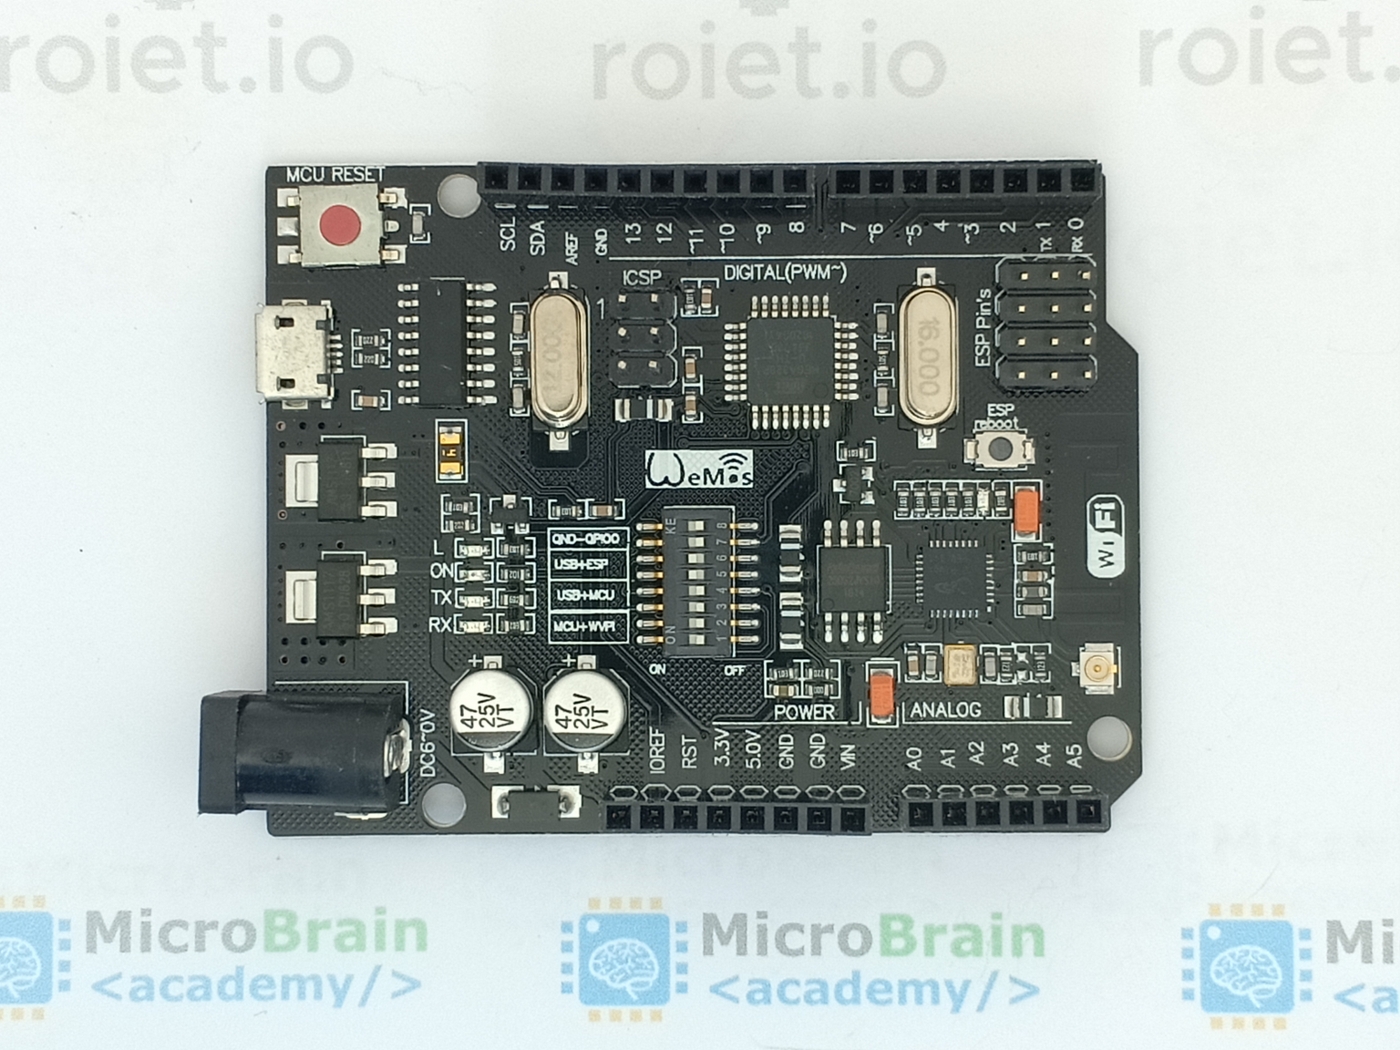 roiet.io
roiet.io
roiet.io
MCU RESET
SCL
SDA
AREF
GND
13
12
~11
~10
~9
8
7
~6
~5
4
~3
2
TX 1
RX 0
ICSP
1
DIGITAL(PWM~)
ESP Pin's
12.000
16.000
ESP
reboot
WeMos
WiFi
L
ON
TX
RX
GND-GPIO0
USB+ESP
USB+MCU
MCU+WVPI
KE
8
7
6
5
4
3
2
1
ON
ON
OFF
+
47
25V
VT
+
47
25V
VT
DC6~0V
POWER
ANALOG
IOREF
RST
3.3V
5.0V
GND
GND
VIN
A0
A1
A2
A3
A4
A5
MicroBrain
<academy/>
MicroBrain
<academy/>
Mi
<a